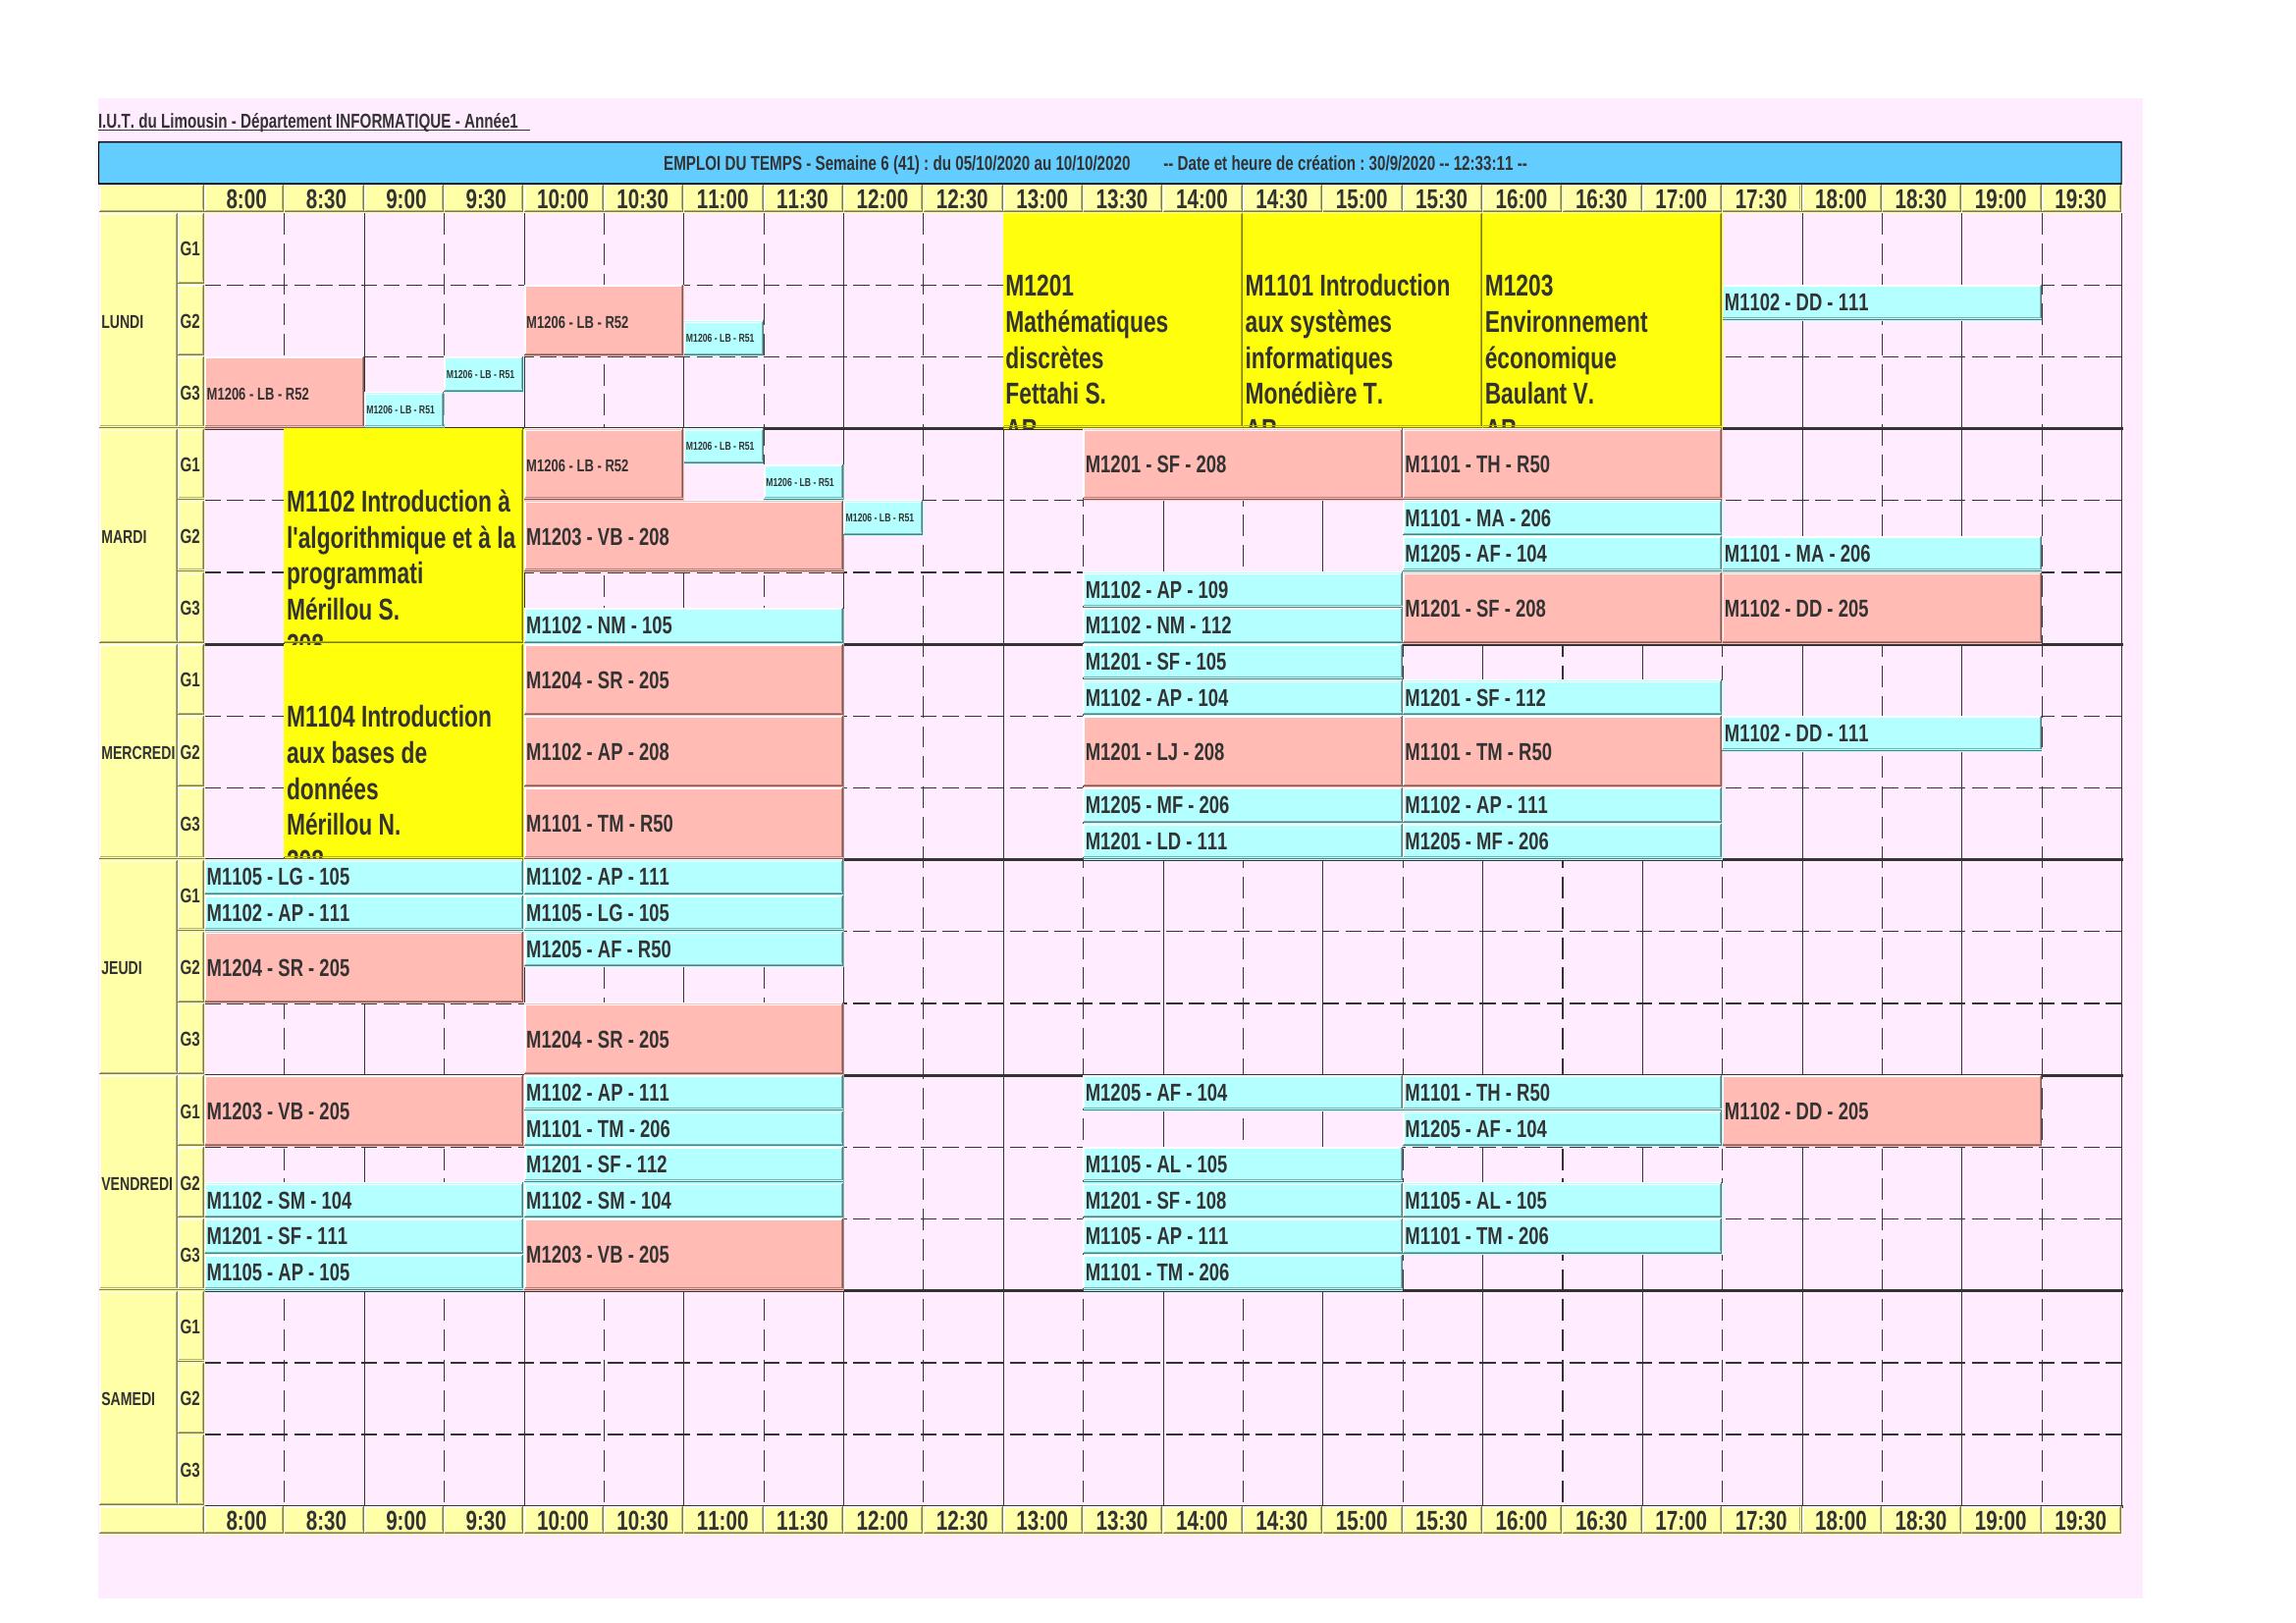 I.U.T. du Limousin - Département INFORMATIQUE - Année1
EMPLOI DU TEMPS - Semaine 6 (41) : du 05/10/2020 au 10/10/2020 -- Date et heure de création : 30/9/2020 -- 12:33:11 --
8:00 8:30 9:00 9:30 10:00 10:30 11:00 11:30 12:00 12:30 13:00 13:30 14:00 14:30 15:00 15:30 16:00 16:30 17:00 17:30 18:00 18:30 19:00 19:30
LUNDI
G1
M1201
Mathématiques
discrètes
Fettahi S.
M1101 Introduction
aux systèmes
informatiques
Monédière T.
M1203
Environnement
économique
Baulant V.
G2
M1206 - LB - R52
M1206 - LB - R51
M1102 - DD - 111
G3
M1206 - LB - R52
M1206 - LB - R51
M1206 - LB - R51
MARDI
M1102 Introduction à
l'algorithmique et à la
programmati
Mérillou S.
G1
M1206 - LB - R52
M1206 - LB - R51
M1206 - LB - R51
M1201 - SF - 208
M1101 - TH - R50
G2
M1203 - VB - 208
M1206 - LB - R51
M1101 - MA - 206
M1205 - AF - 104
M1101 - MA - 206
G3
M1102 - NM - 105
M1102 - AP - 109
M1102 - NM - 112
M1201 - SF - 208
M1102 - DD - 205
MERCREDI
M1104 Introduction
aux bases de
données
Mérillou N.
G1
M1204 - SR - 205
M1201 - SF - 105
M1102 - AP - 104
M1201 - SF - 112
G2
M1102 - AP - 208
M1201 - LJ - 208
M1101 - TM - R50
M1102 - DD - 111
G3
M1101 - TM - R50
M1205 - MF - 206
M1102 - AP - 111
M1201 - LD - 111
M1205 - MF - 206
JEUDI
G1
M1105 - LG - 105
M1102 - AP - 111
M1102 - AP - 111
M1105 - LG - 105
G2
M1204 - SR - 205
M1205 - AF - R50
G3
M1204 - SR - 205
VENDREDI
G1
M1203 - VB - 205
M1102 - AP - 111
M1101 - TM - 206
M1205 - AF - 104
M1101 - TH - R50
M1205 - AF - 104
M1102 - DD - 205
G2
M1201 - SF - 112
M1105 - AL - 105
M1102 - SM - 104
M1102 - SM - 104
M1201 - SF - 108
M1105 - AL - 105
G3
M1201 - SF - 111
M1105 - AP - 105
M1203 - VB - 205
M1105 - AP - 111
M1101 - TM - 206
M1101 - TM - 206
SAMEDI
G1
G2
G3
8:00 8:30 9:00 9:30 10:00 10:30 11:00 11:30 12:00 12:30 13:00 13:30 14:00 14:30 15:00 15:30 16:00 16:30 17:00 17:30 18:00 18:30 19:00 19:30